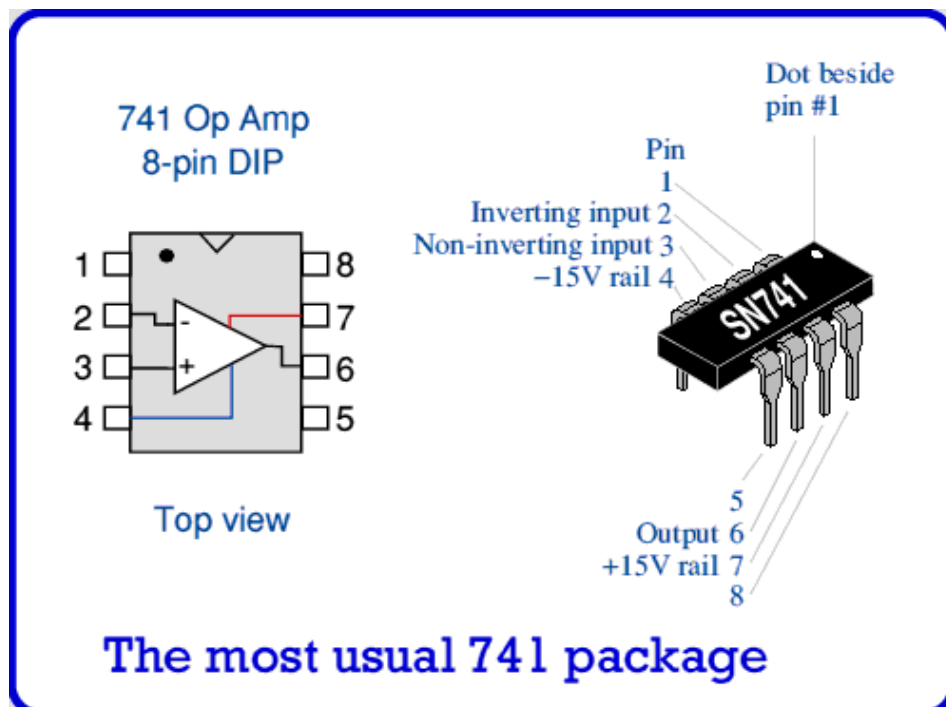 741 Op Amp
8-pin DIP
1
2
3
4
8
7
6
5
-
+
Top view
Dot beside
pin #1
Pin
1
Inverting input 2
Non-inverting input 3
−15V rail 4
SN741
5
Output 6
+15V rail 7
8
The most usual 741 package